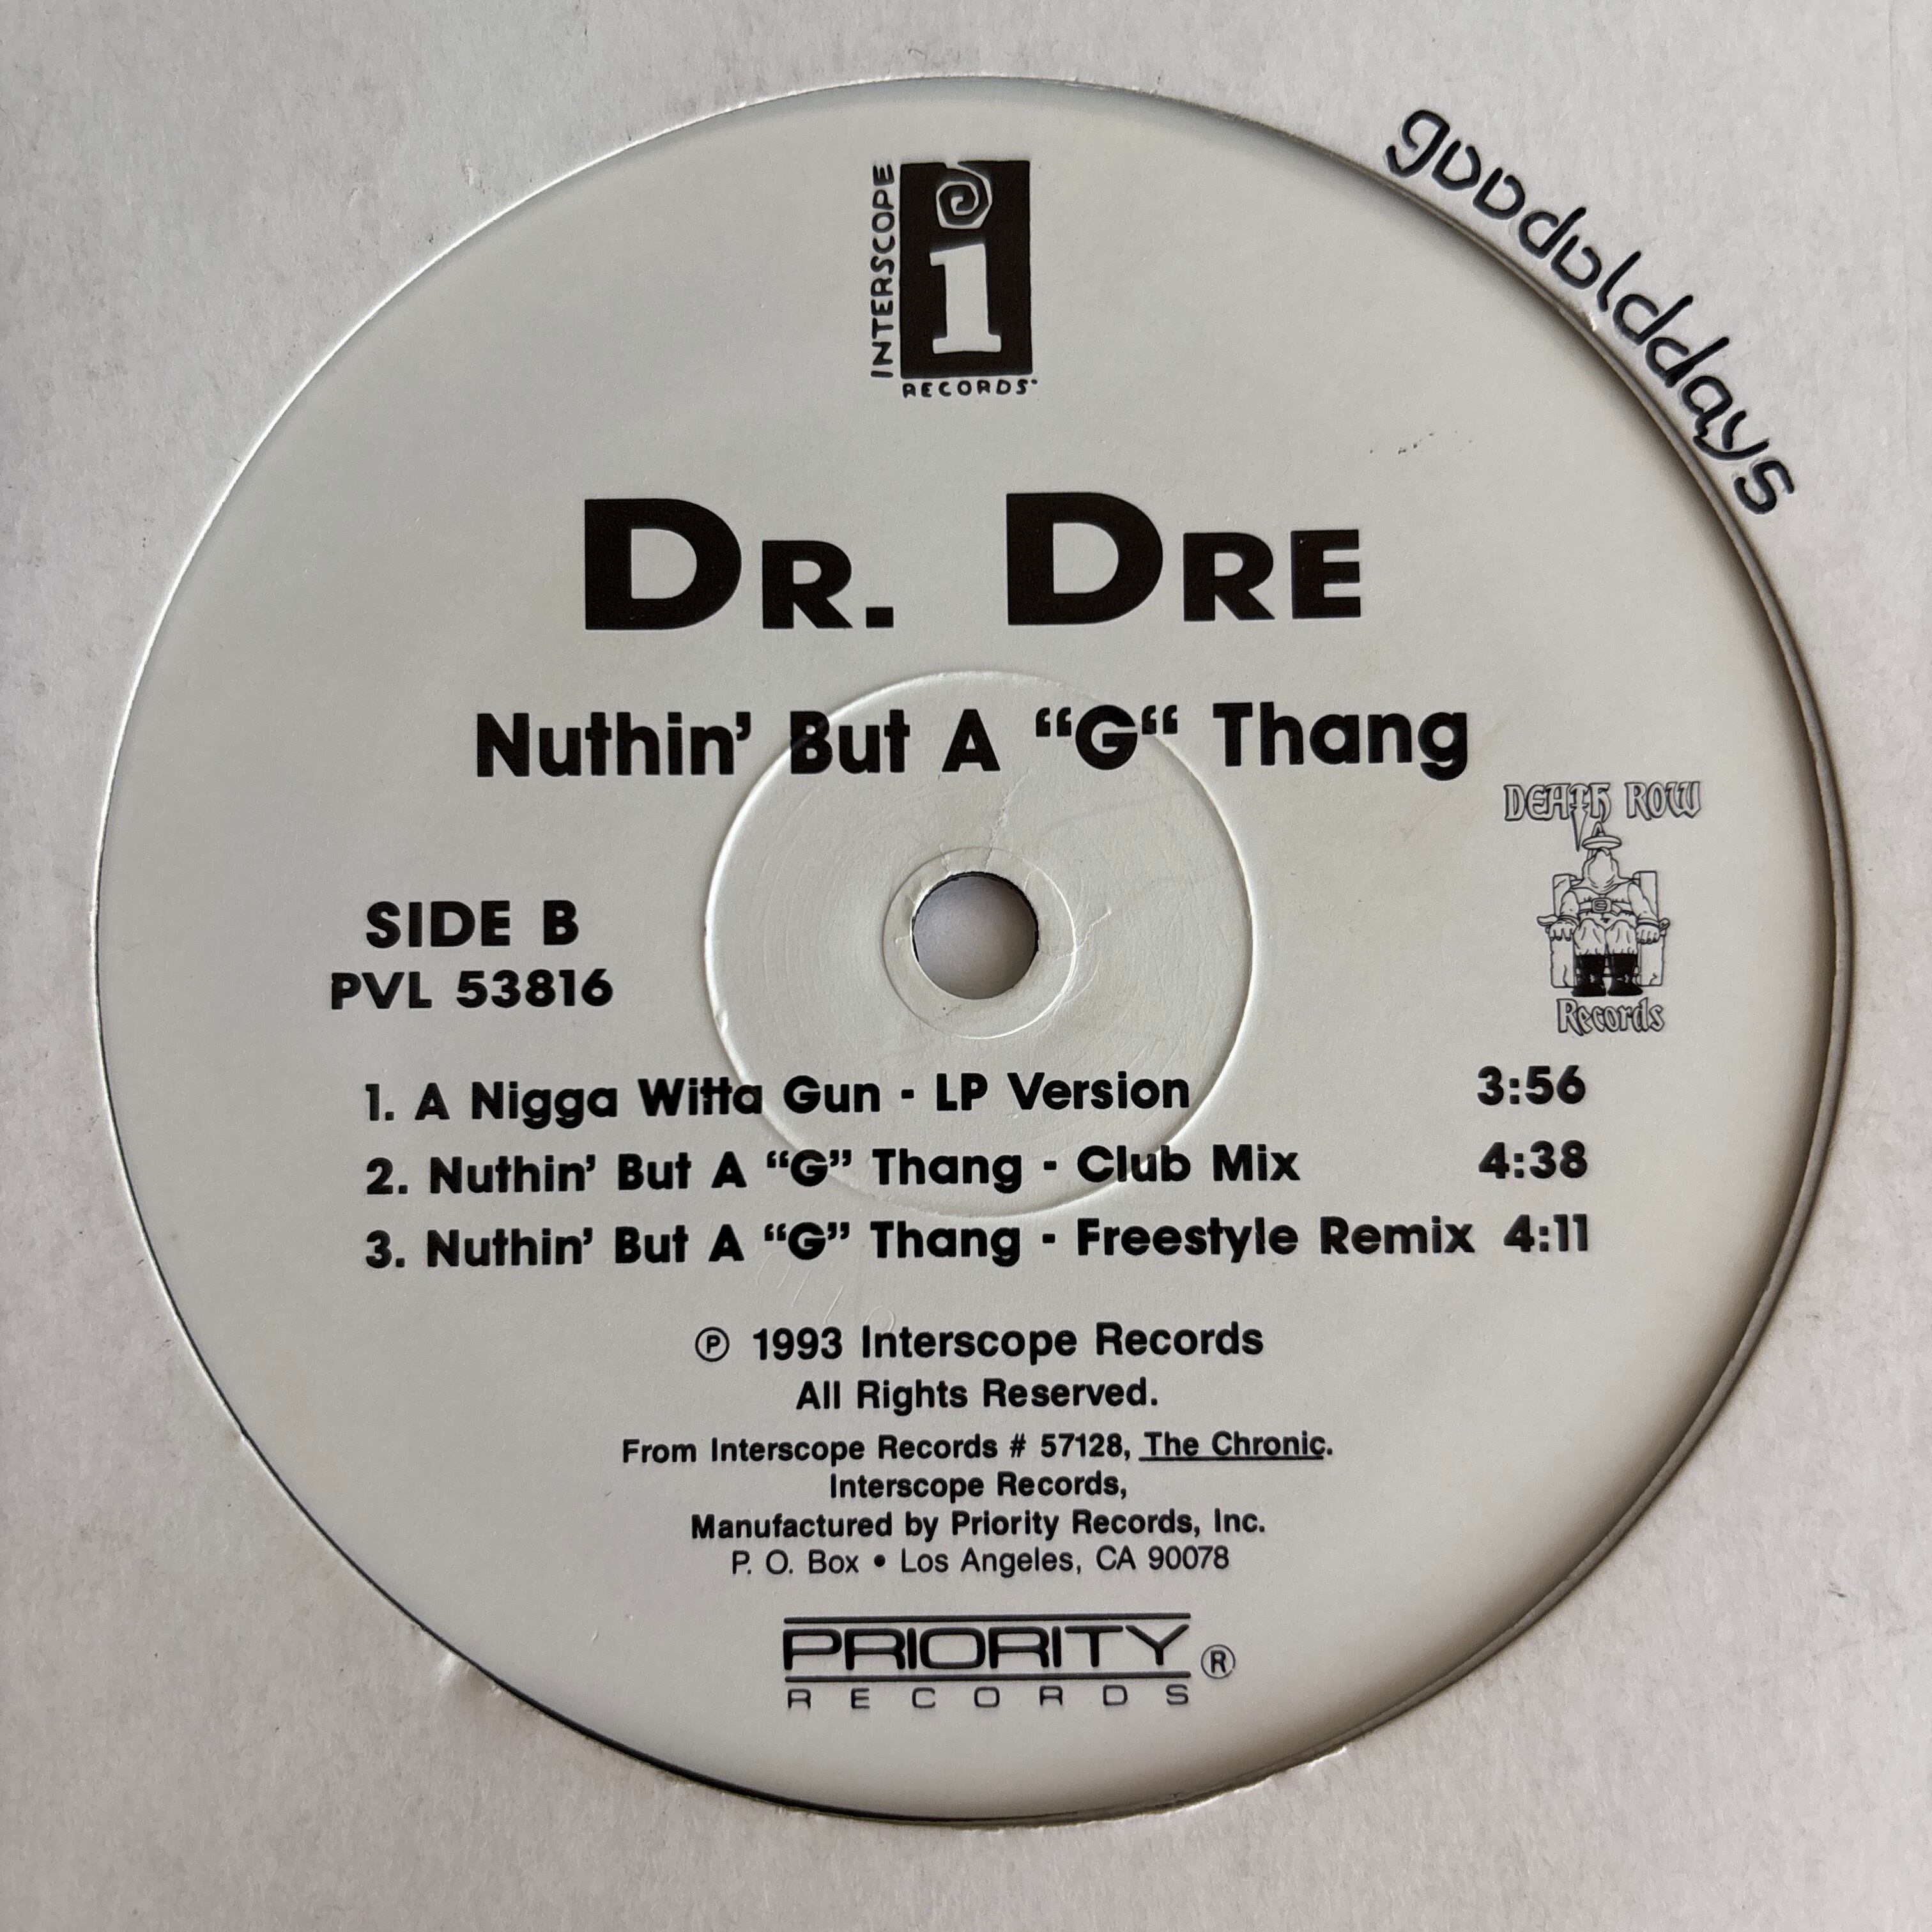 gooddolddays
INTERSCOPE
i
RECORDS
DR. DRE
Nuthin' But A “G“ Thang
DEATH ROW
Records
SIDE B
PVL 53816
1. A Nigga Witta Gun - LP Version 3:56
2. Nuthin' But A “G” Thang - Club Mix 4:38
3. Nuthin' But A “G” Thang - Freestyle Remix 4:11
℗ 1993 Interscope Records
All Rights Reserved.
From Interscope Records # 57128, The Chronic.
Interscope Records,
Manufactured by Priority Records, Inc.
P. O. Box • Los Angeles, CA 90078
PRIORITY ®
RECORDS